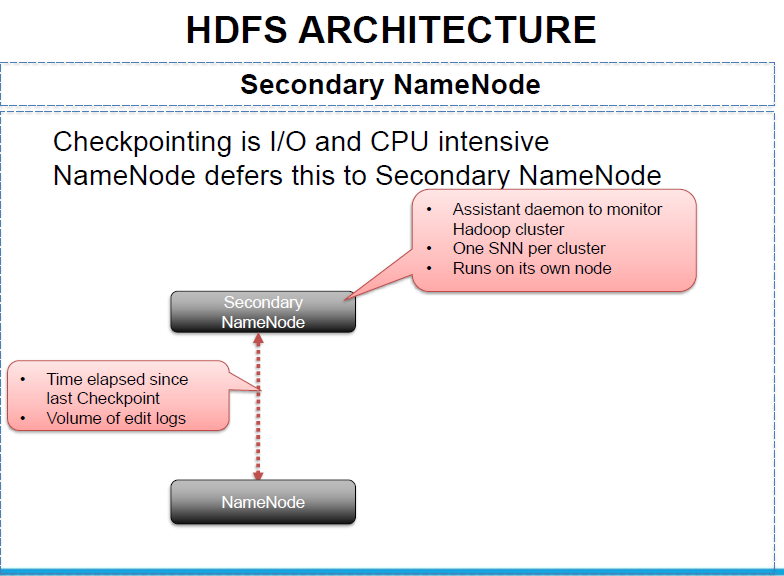 HDFS ARCHITECTURE
Secondary NameNode
Checkpointing is I/O and CPU intensive
NameNode defers this to Secondary NameNode
• Assistant daemon to monitor
Hadoop cluster
• One SNN per cluster
• Runs on its own node
Secondary
NameNode
• Time elapsed since
last Checkpoint
• Volume of edit logs
NameNode